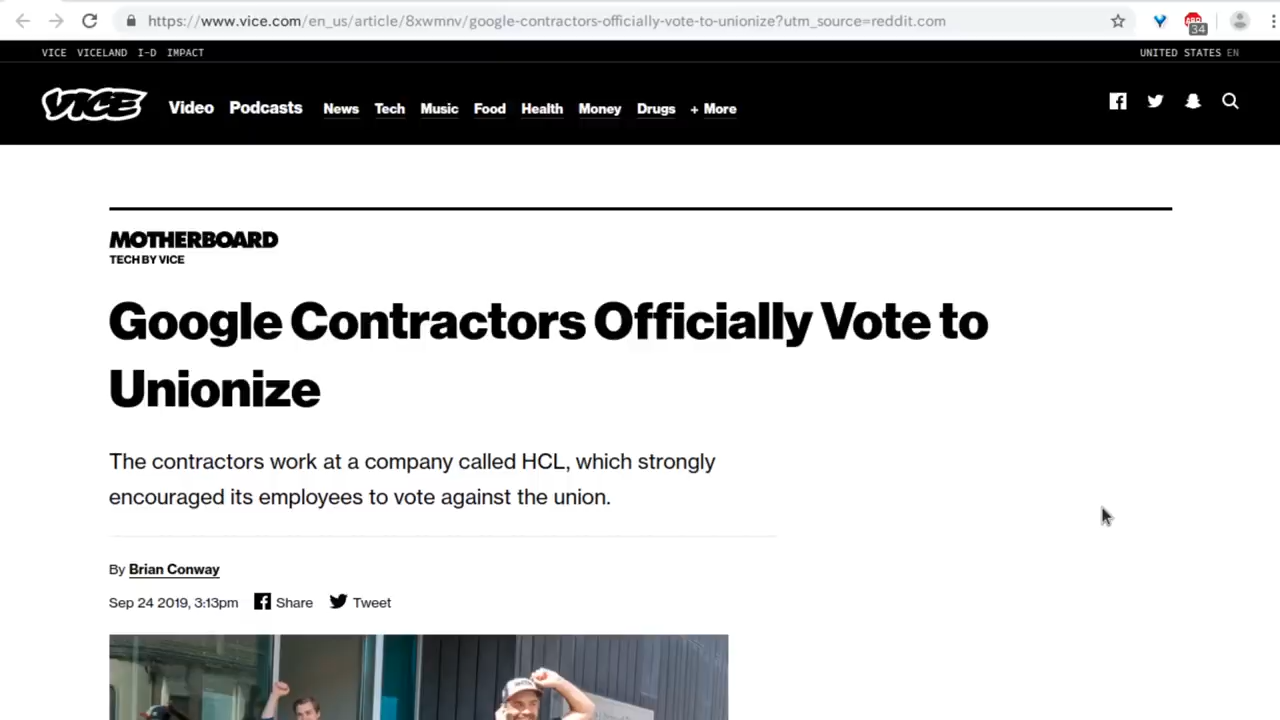 https://www.vice.com/en_us/article/8xwmnv/google-contractors-officially-vote-to-unionize?utm_source=reddit.com
34
VICE VICELAND I-D IMPACT
UNITED STATES EN
VICE Video Podcasts News Tech Music Food Health Money Drugs + More
MOTHERBOARD
TECH BY VICE
Google Contractors Officially Vote to
Unionize
The contractors work at a company called HCL, which strongly
encouraged its employees to vote against the union.
By Brian Conway
Sep 24 2019, 3:13pm Share Tweet